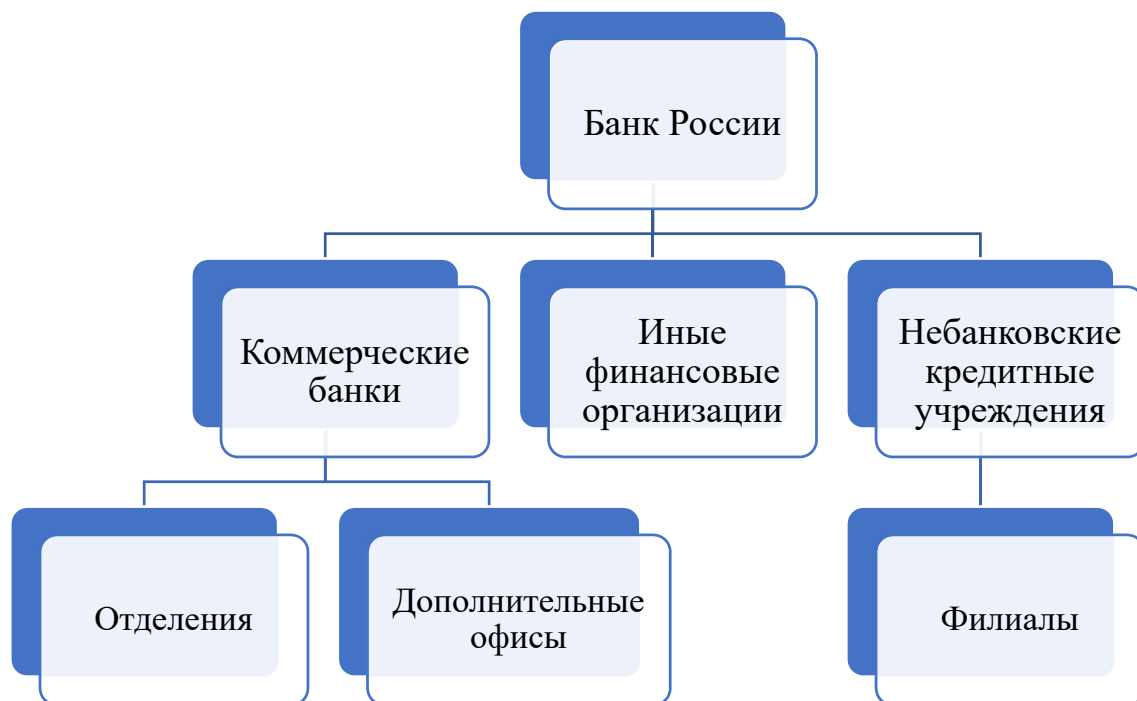 Банк России
Коммерческие
банки
Иные
финансовые
организации
Небанковские
кредитные
учреждения
Отделения
Дополнительные
офисы
Филиалы